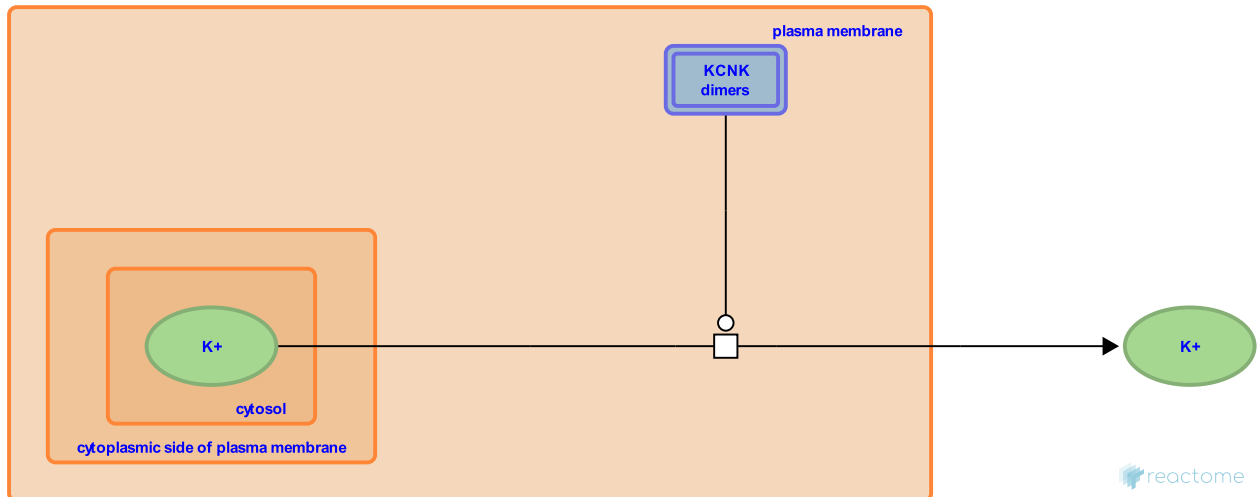 plasma membrane
KCNK
dimers
K+
K+
cytosol
cytoplasmic side of plasma membrane
reactome